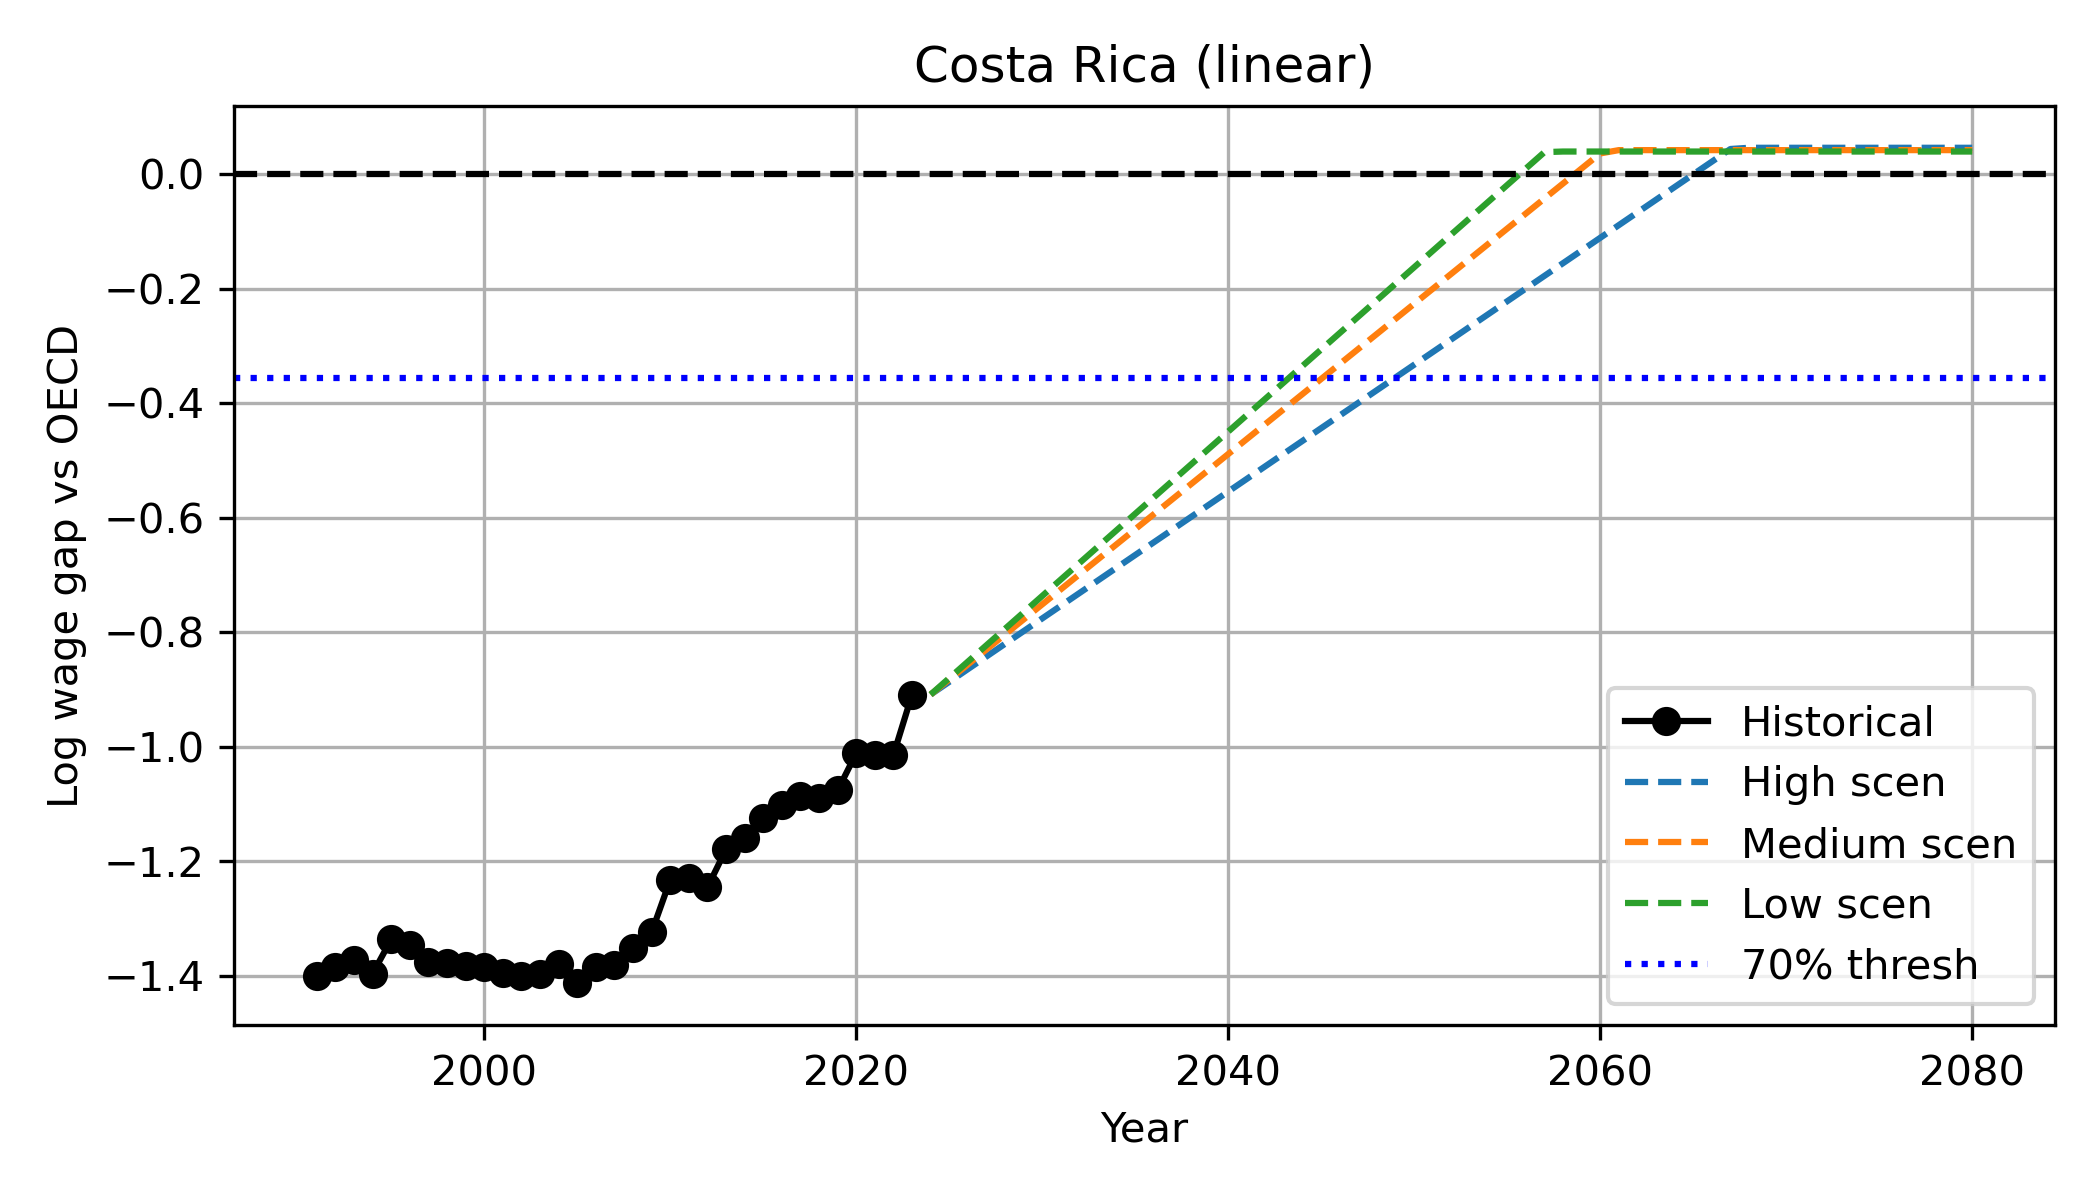 Costa Rica (linear)
Log wage gap vs OECD
0.0
−0.2
−0.4
−0.6
−0.8
−1.0
−1.2
−1.4
Historical
High scen
Medium scen
Low scen
70% thresh
2000 2020 2040 2060 2080
Year